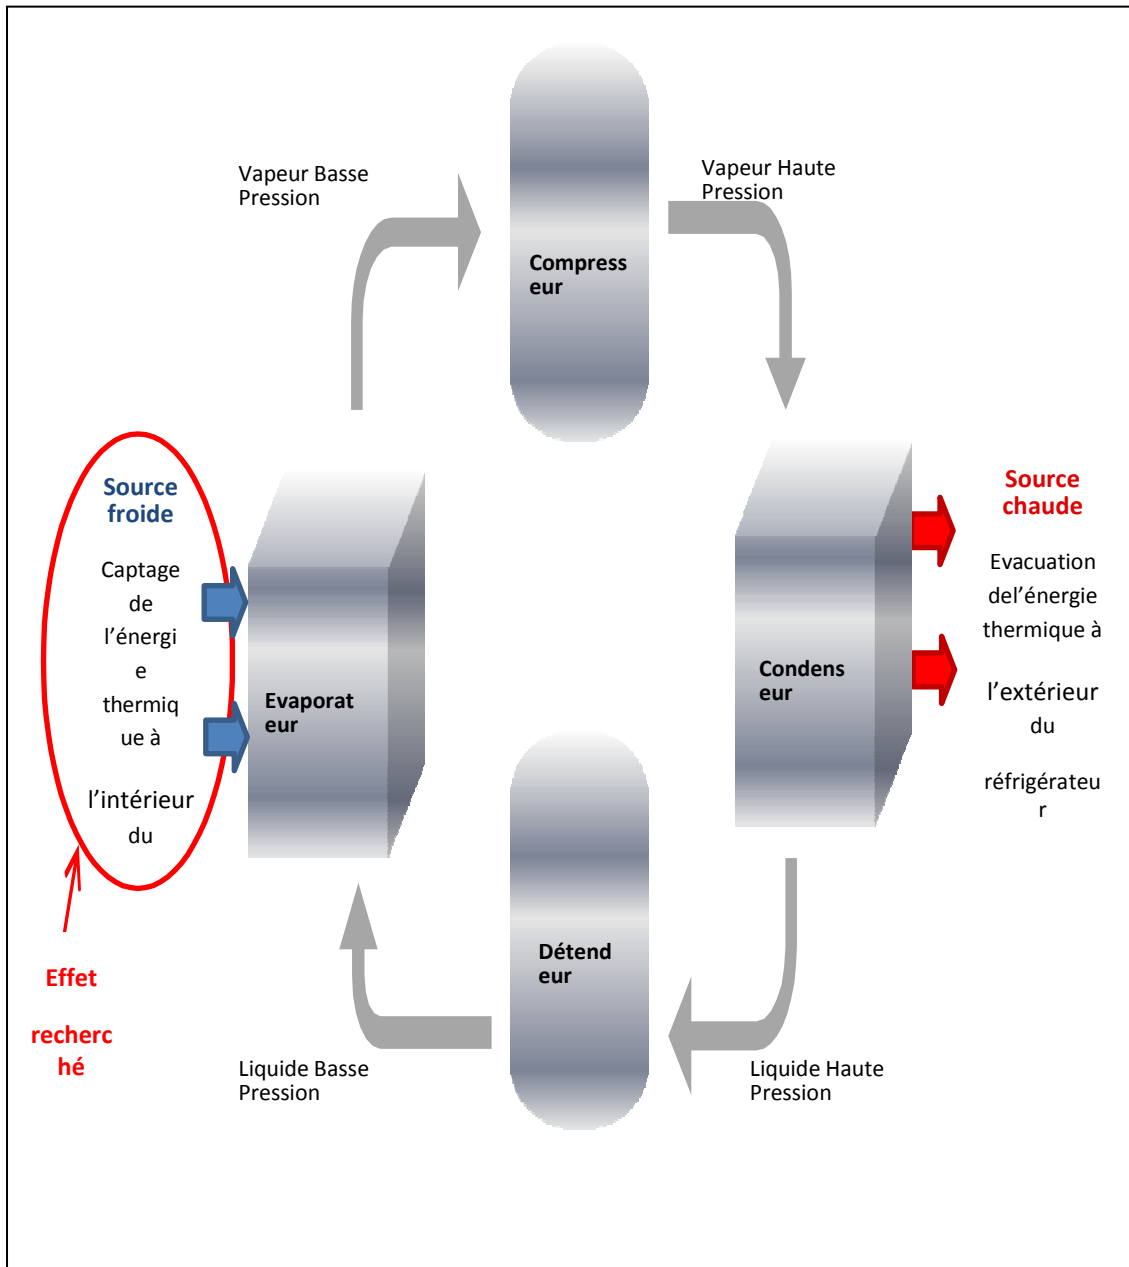 Vapeur Basse
Pression
Vapeur Haute
Pression
Compress
eur
Source
froide
Captage
de
l’énergi
e
thermiq
ue à
l’intérieur
du
Evaporat
eur
Condens
eur
Source
chaude
Evacuation
del’énergie
thermique à
l’extérieur
du
réfrigérateu
r
Effet
recherc
hé
Détend
eur
Liquide Basse
Pression
Liquide Haute
Pression